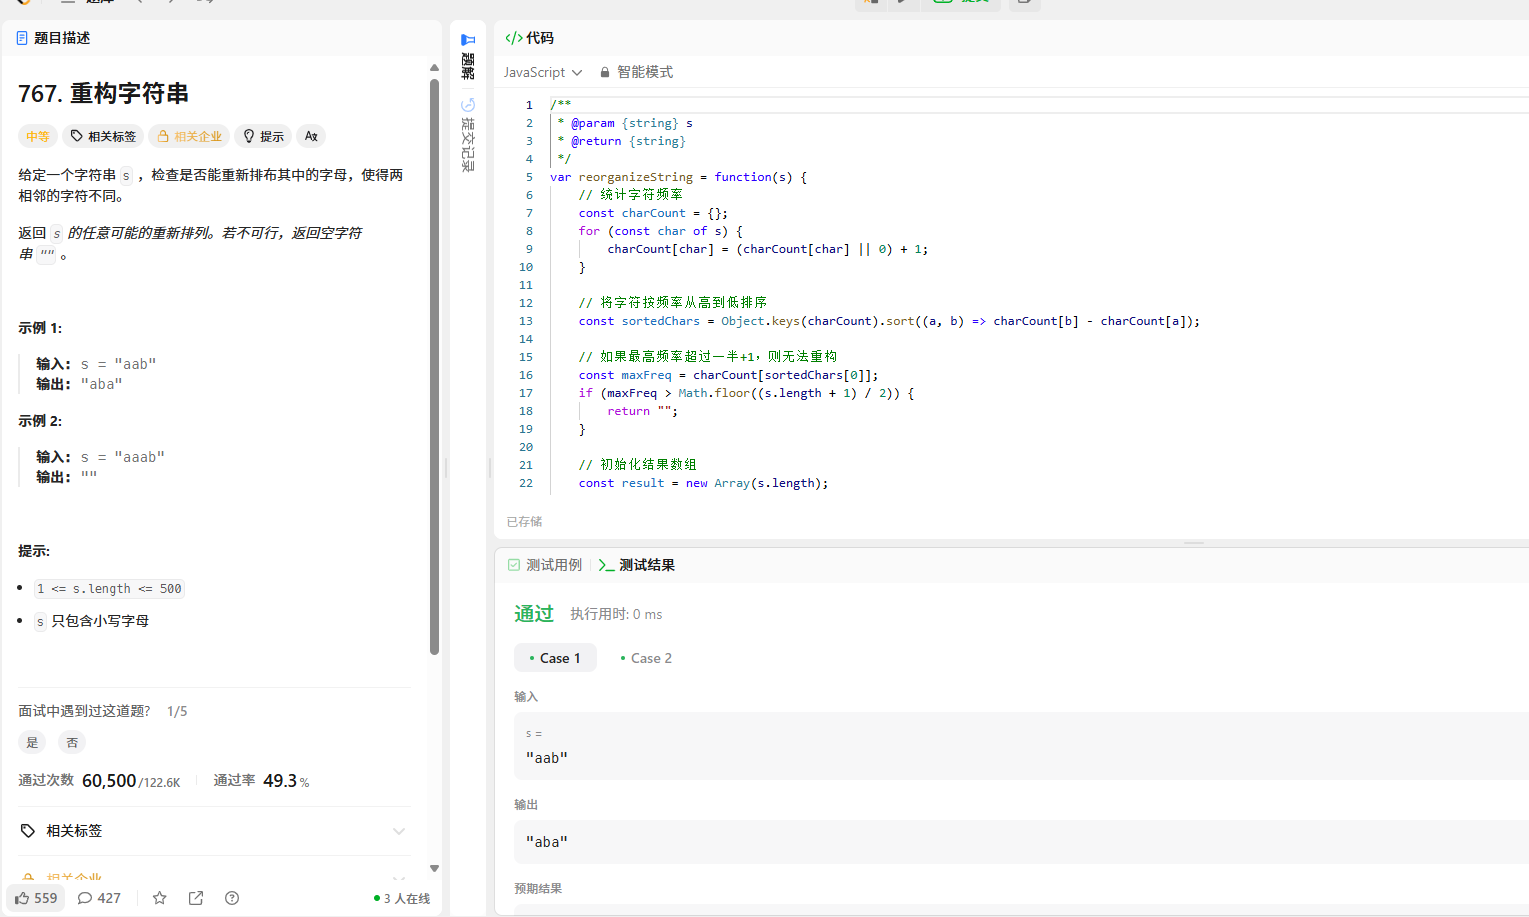 题目描述
767. 重构字符串
中等 相关标签 相关企业 提示 Aあ
给定一个字符串 s ，检查是否能重新排布其中的字母，使得两
相邻的字符不同。
返回 s 的任意可能的重新排列。若不可行，返回空字符
串 "" 。
示例 1:
输入: s = "aab"
输出: "aba"
示例 2:
输入: s = "aaab"
输出: ""
提示:
1 <= s.length <= 500
s 只包含小写字母
面试中遇到过这道题? 1/5
是 否
通过次数 60,500/122.6K 通过率 49.3%
相关标签
相关企业
559 427 3 人在线
题解
提交记录
</> 代码
JavaScript 智能模式
1 /**
2 * @param {string} s
3 * @return {string}
4 */
5 var reorganizeString = function(s) {
6 // 统计字符频率
7 const charCount = {};
8 for (const char of s) {
9 charCount[char] = (charCount[char] || 0) + 1;
10 }
11
12 // 将字符按频率从高到低排序
13 const sortedChars = Object.keys(charCount).sort((a, b) => charCount[b] - charCount[a]);
14
15 // 如果最高频率超过一半+1，则无法重构
16 const maxFreq = charCount[sortedChars[0]];
17 if (maxFreq > Math.floor((s.length + 1) / 2)) {
18 return "";
19 }
20
21 // 初始化结果数组
22 const result = new Array(s.length);
已存储
测试用例 测试结果
通过 执行用时: 0 ms
Case 1 Case 2
输入
s =
"aab"
输出
"aba"
预期结果